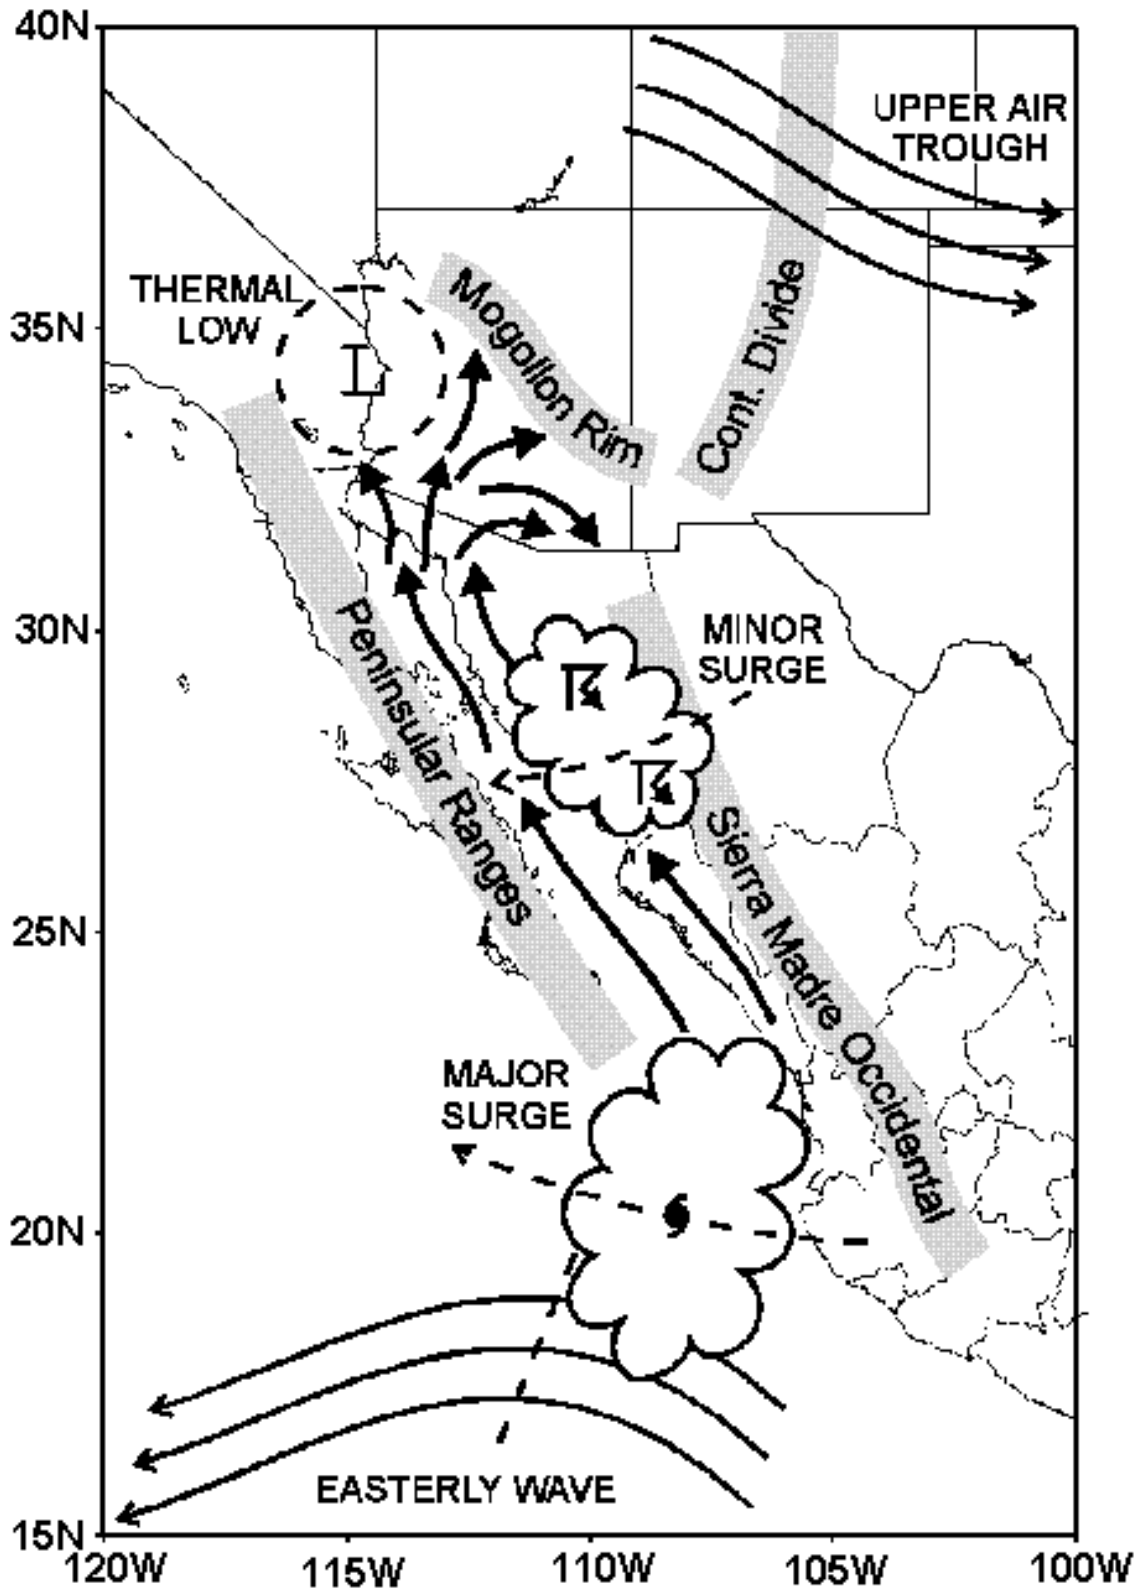 40N
UPPER AIR
TROUGH
THERMAL
LOW
Mogollon Rim
Cont. Divide
35N
L
30N
MINOR
SURGE
Peninsular Ranges
Sierra Madre Occidental
25N
MAJOR
SURGE
20N
EASTERLY WAVE
15N
120W
115W
110W
105W
100W